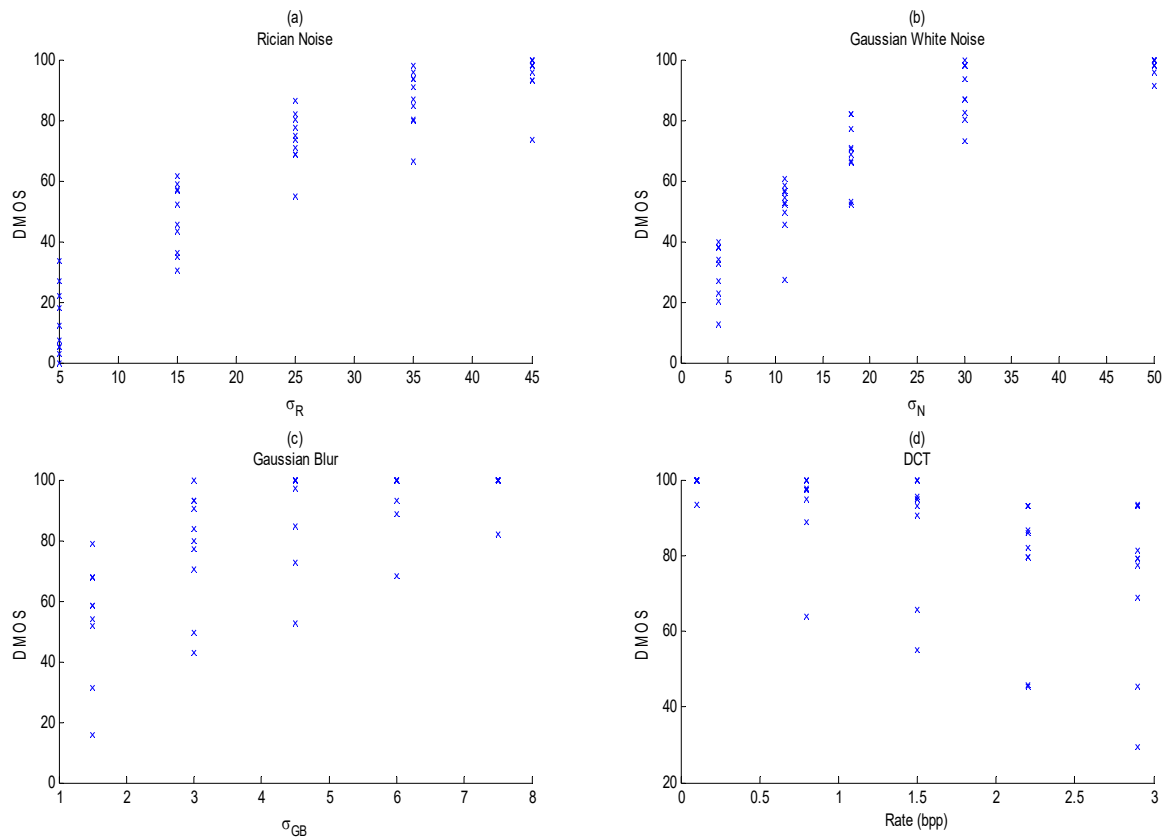 (a)
Rician Noise
100
80
60
40
20
0
DMOS
5 10 15 20 25 30 35 40 45
σR
(b)
Gaussian White Noise
100
80
60
40
20
0
DMOS
0 5 10 15 20 25 30 35 40 45 50
σN
(c)
Gaussian Blur
100
80
60
40
20
0
DMOS
1 2 3 4 5 6 7 8
σGB
(d)
DCT
100
80
60
40
20
DMOS
0 0.5 1 1.5 2 2.5 3
Rate (bpp)